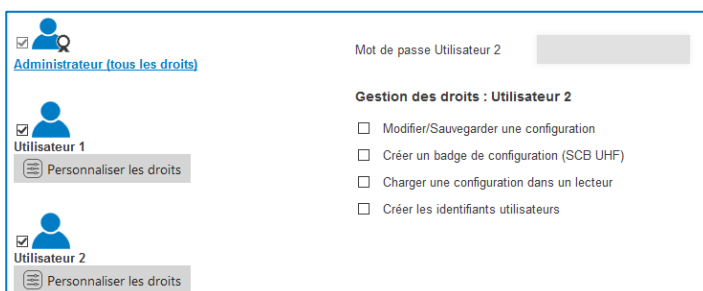 Administrateur (tous les droits)
Utilisateur 1
Personnaliser les droits
Utilisateur 2
Personnaliser les droits
Mot de passe Utilisateur 2
Gestion des droits : Utilisateur 2
Modifier/Sauvegarder une configuration
Créer un badge de configuration (SCB UHF)
Charger une configuration dans un lecteur
Créer les identifiants utilisateurs